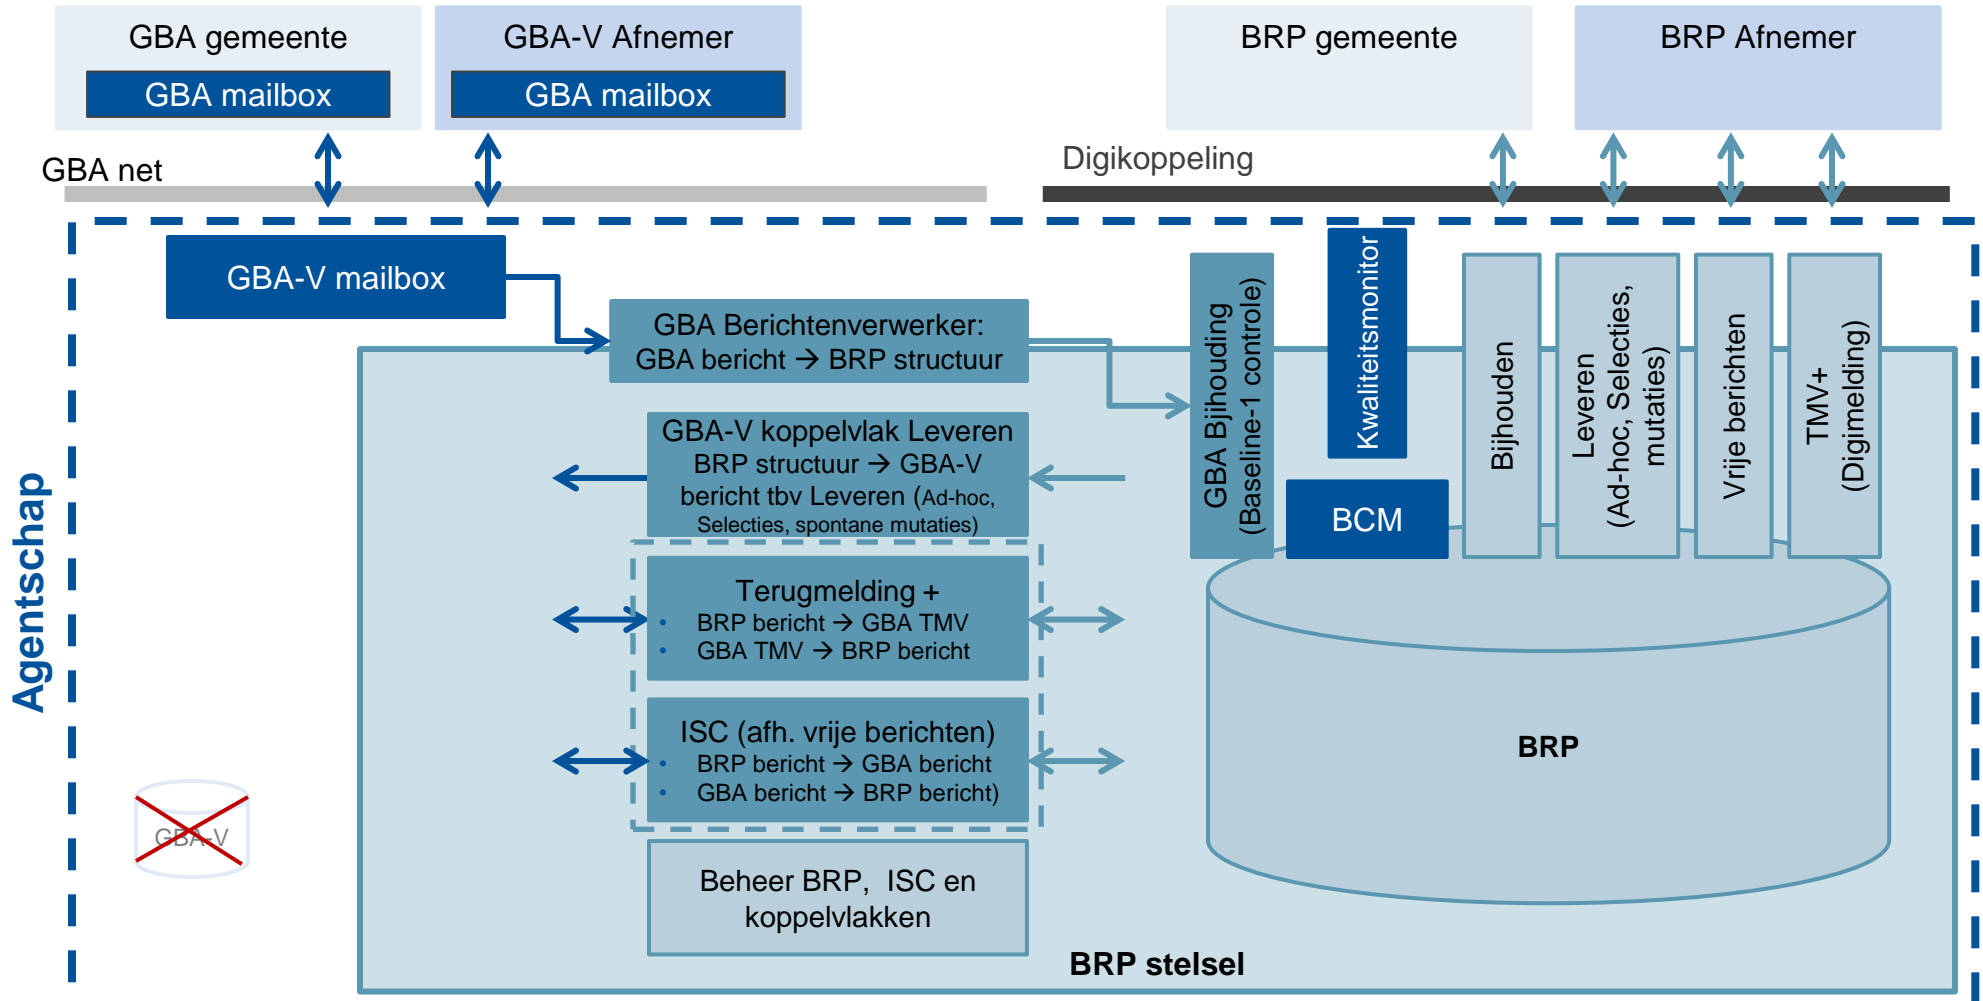 GBA gemeente
GBA mailbox
GBA-V Afnemer
GBA mailbox
BRP gemeente
BRP Afnemer
GBA net
Digikoppeling
Agentschap
GBA-V mailbox
GBA Berichtenverwerker:
GBA bericht → BRP structuur
GBA-V koppelvlak Leveren
BRP structuur → GBA-V
bericht tbv Leveren (Ad-hoc,
Selecties, spontane mutaties)
Terugmelding +
• BRP bericht → GBA TMV
• GBA TMV → BRP bericht
ISC (afh. vrije berichten)
• BRP bericht → GBA bericht
• GBA bericht → BRP bericht)
Beheer BRP, ISC en
koppelvlakken
GBA-V
GBA Bjihouding
(Baseline-1 controle)
Kwaliteitsmonitor
BCM
Bijhouden
Leveren
(Ad-hoc, Selecties,
mutaties)
Vrije berichten
TMV+
(Digimelding)
BRP
BRP stelsel